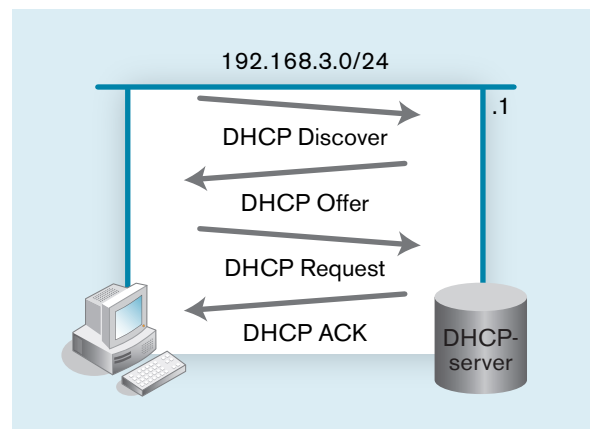 192.168.3.0/24
.1
DHCP Discover
DHCP Offer
DHCP Request
DHCP ACK
DHCP-
server